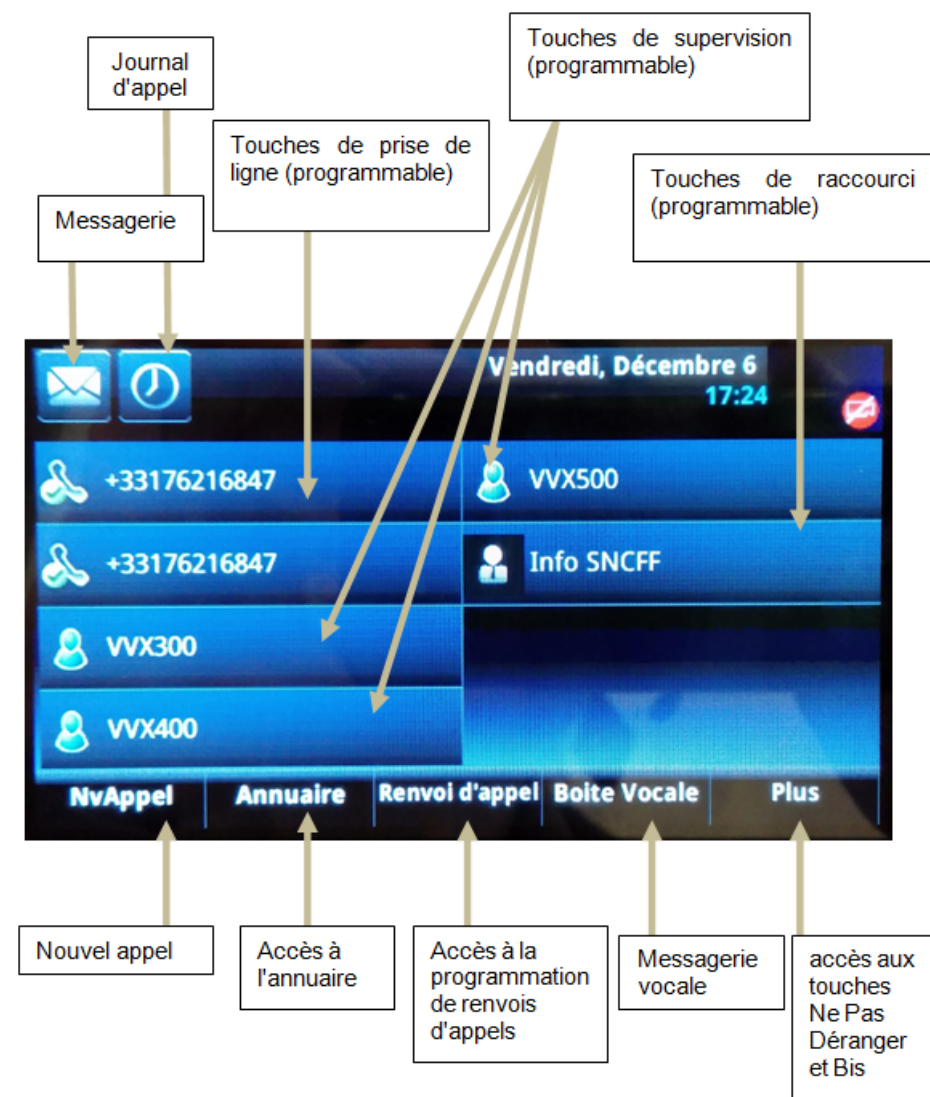 Touches de supervision
(programmable)
Journal
d'appel
Touches de prise de
ligne (programmable)
Touches de raccourci
(programmable)
Messagerie
Vendredi, Décembre 6
17:24
+33176216847
VVX500
+33176216847
Info SNCFF
VVX300
VVX400
NvAppel
Annuaire
Renvoi d'appel
Boite Vocale
Plus
Nouvel appel
Accès à
l'annuaire
Accès à la
programmation
de renvois
d'appels
Messagerie
vocale
accès aux
touches
Ne Pas
Déranger
et Bis